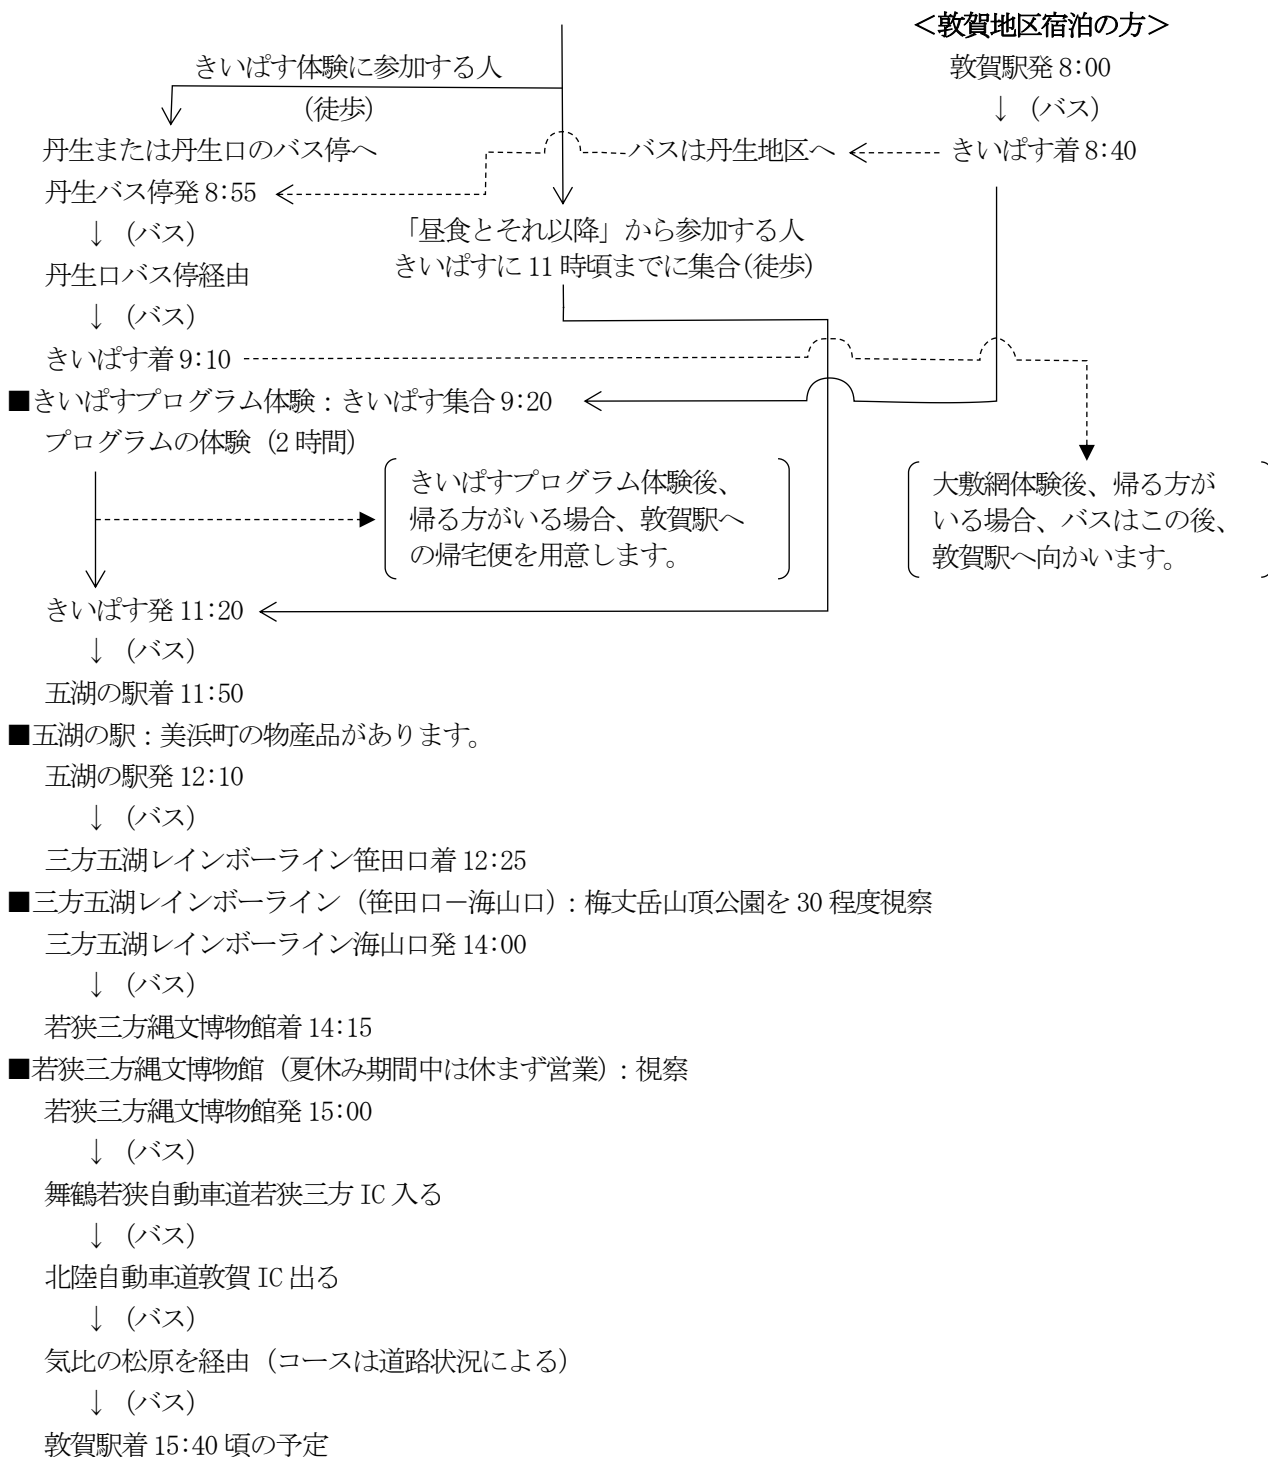 ＜敦賀地区宿泊の方＞
きいぱす体験に参加する人
敦賀駅発 8:00
(徒歩)
↓ (バス)
丹生または丹生口のバス停へ
バスは丹生地区へ
きいぱす着 8:40
丹生バス停発 8:55
↓ (バス)
「昼食とそれ以降」から参加する人
きいぱすに 11 時頃までに集合(徒歩)
丹生口バス停経由
↓ (バス)
きいぱす着 9:10
■きいぱすプログラム体験：きいぱす集合 9:20
プログラムの体験 (2 時間)
きいぱすプログラム体験後、
帰る方がいる場合、敦賀駅へ
の帰宅便を用意します。
大敷網体験後、帰る方が
いる場合、バスはこの後、
敦賀駅へ向かいます。
きいぱす発 11:20
↓ (バス)
五湖の駅着 11:50
■五湖の駅：美浜町の物産品があります。
五湖の駅発 12:10
↓ (バス)
三方五湖レインボーライン笹田口着 12:25
■三方五湖レインボーライン (笹田口－海山口)：梅丈岳山頂公園を 30 程度視察
三方五湖レインボーライン海山口発 14:00
↓ (バス)
若狭三方縄文博物館着 14:15
■若狭三方縄文博物館 (夏休み期間中は休まず営業)：視察
若狭三方縄文博物館発 15:00
↓ (バス)
舞鶴若狭自動車道若狭三方 IC 入る
↓ (バス)
北陸自動車道敦賀 IC 出る
↓ (バス)
気比の松原を経由 (コースは道路状況による)
↓ (バス)
敦賀駅着 15:40 頃の予定